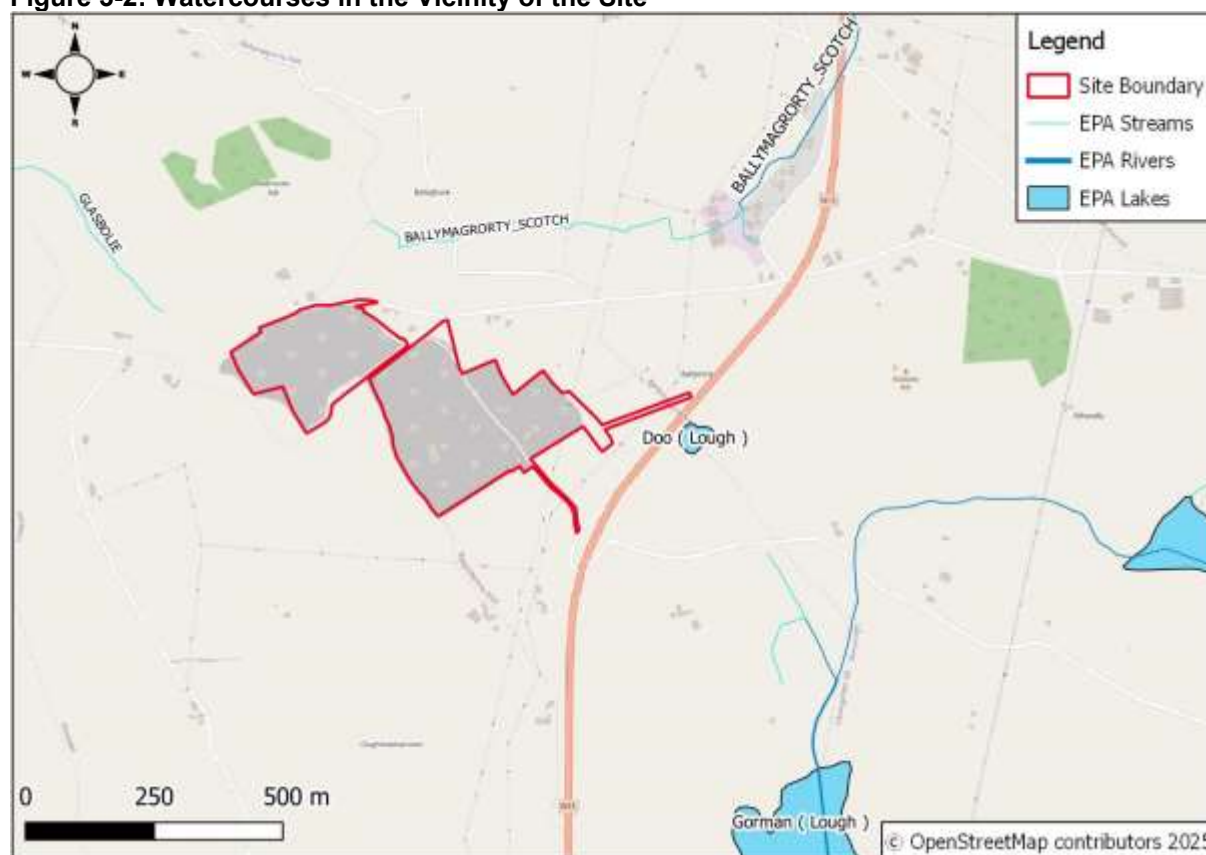 Figure 5-2: Watercourses in the Vicinity of the Site
N
W
E
S
Legend
Site Boundary
EPA Streams
EPA Rivers
EPA Lakes
BALLYMAGRORTY_SCOTCH
BALLYMAGRORTY_SCOTCH
GLASBOLIE
Doo ( Lough )
Gorman ( Lough )
0 250 500 m
© OpenStreetMap contributors 2025